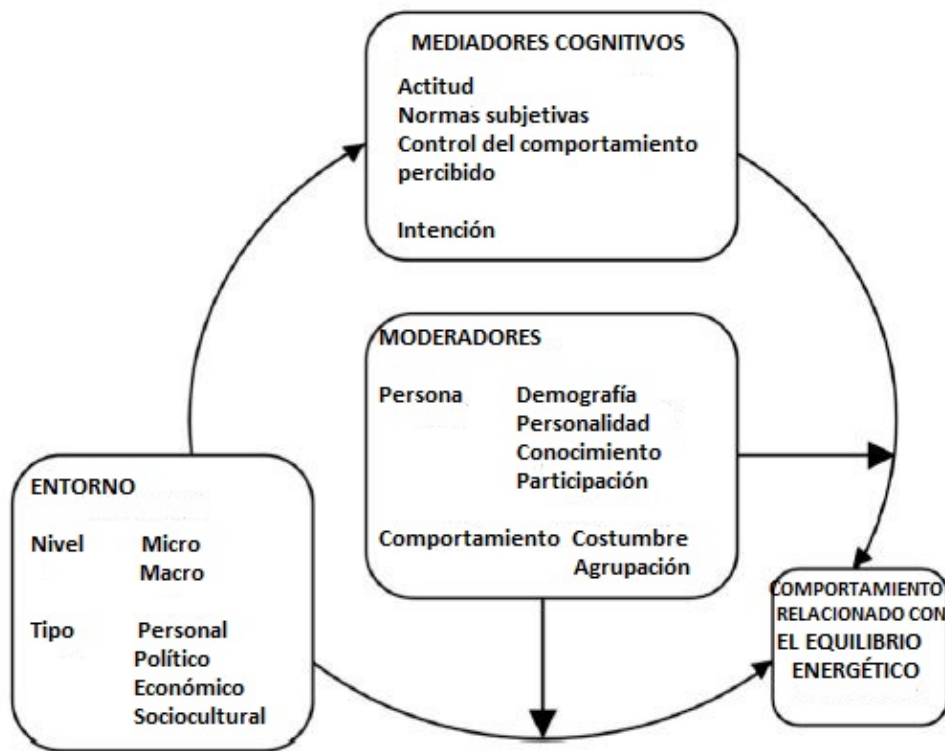 MEDIADORES COGNITIVOS
Actitud
Normas subjetivas
Control del comportamiento
percibido
Intención
MODERADORES
Persona Demografía
Personalidad
Conocimiento
Participación
Comportamiento Costumbre
Agrupación
ENTORNO
Nivel Micro
Macro
Tipo Personal
Político
Económico
Sociocultural
COMPORTAMIENTO
RELACIONADO CON
EL EQUILIBRIO
ENERGÉTICO